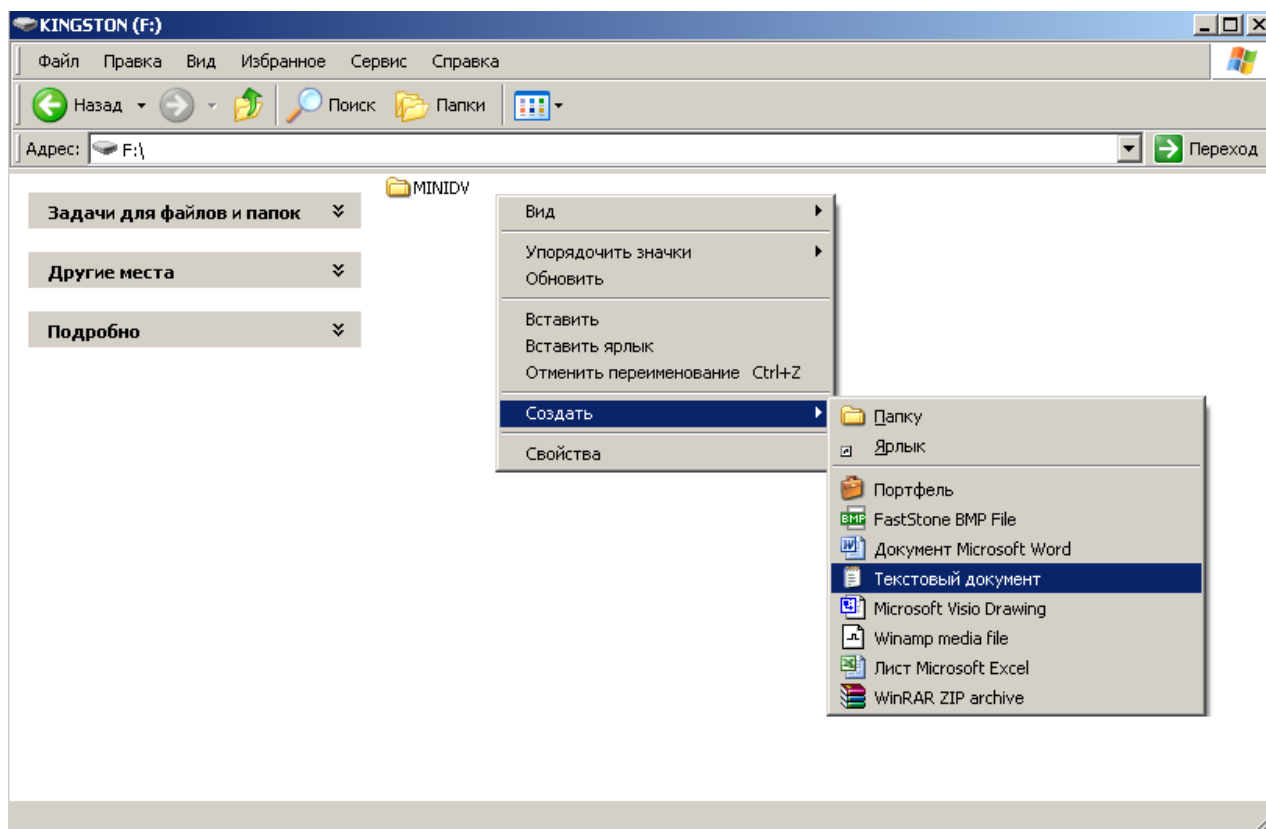 KINGSTON (F:)
Файл Правка Вид Избранное Сервис Справка
Назад Поиск Папки
Адрес: F:\ Переход
Задачи для файлов и папок
Другие места
Подробно
MINIDV
Вид
Упорядочить значки
Обновить
Вставить
Вставить ярлык
Отменить переименование Ctrl+Z
Создать
Свойства
Папку
Ярлык
Портфель
BMP FastStone BMP File
Документ Microsoft Word
Текстовый документ
Microsoft Visio Drawing
Winamp media file
Лист Microsoft Excel
WinRAR ZIP archive